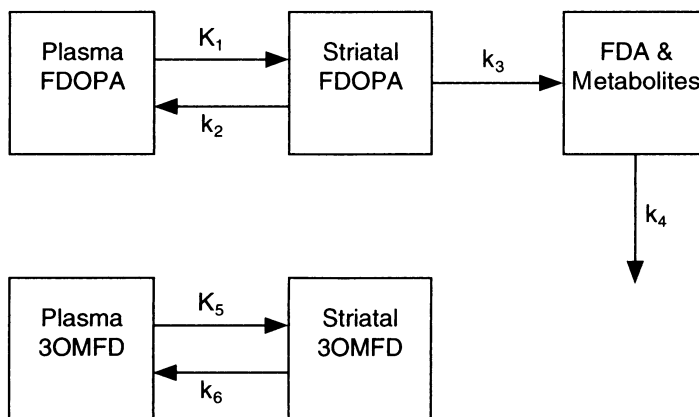 Plasma
FDOPA
K₁
k₂
Striatal
FDOPA
k₃
FDA &
Metabolites
k₄
Plasma
3OMFD
K₅
k₆
Striatal
3OMFD